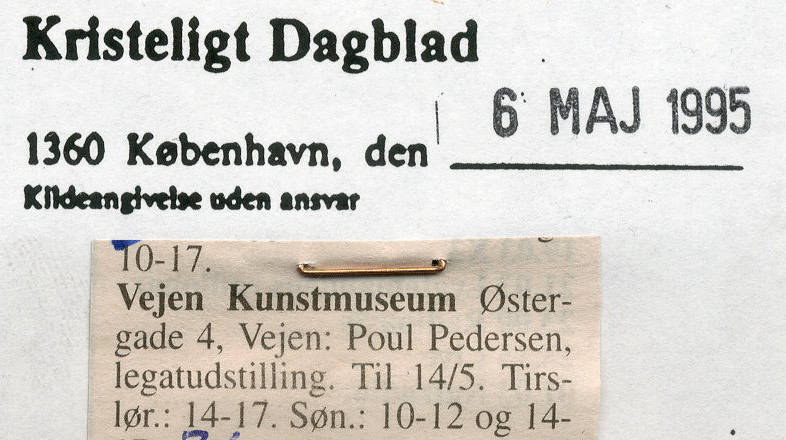 Kristeligt Dagblad
6 MAJ 1995
1360 København, den
Kildeangivelse uden ansvar
10-17.
Vejen Kunstmuseum Øster-
gade 4, Vejen: Poul Pedersen,
legatudstilling. Til 14/5. Tirs-
lør.: 14-17. Søn.: 10-12 og 14-